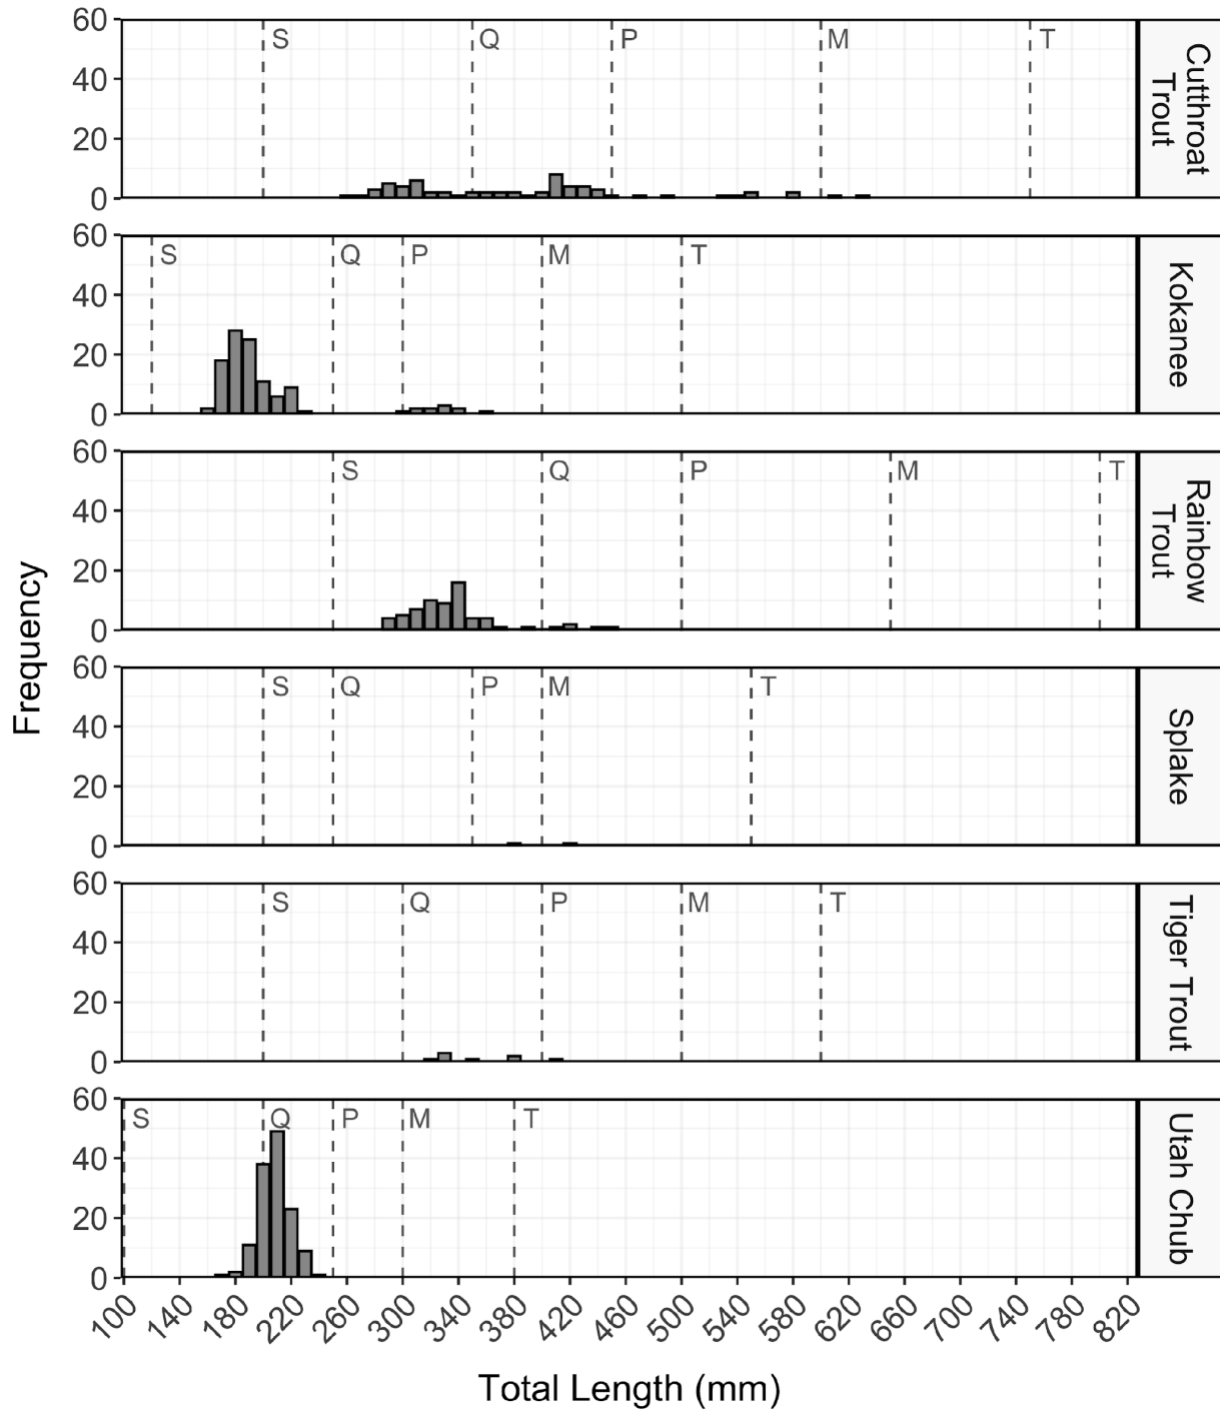 60
40
20
0
S
Q
P
M
T
Cutthroat
Trout
60
40
20
0
S
Q
P
M
T
Kokanee
60
40
20
0
S
Q
P
M
T
Rainbow
Trout
Frequency
60
40
20
0
S
Q
P
M
T
Splake
60
40
20
0
S
Q
P
M
T
Tiger Trout
60
40
20
0
S
Q
P
M
T
Utah Chub
100 140 180 220 260 300 340 380 420 460 500 540 580 620 660 700 740 780 820
Total Length (mm)